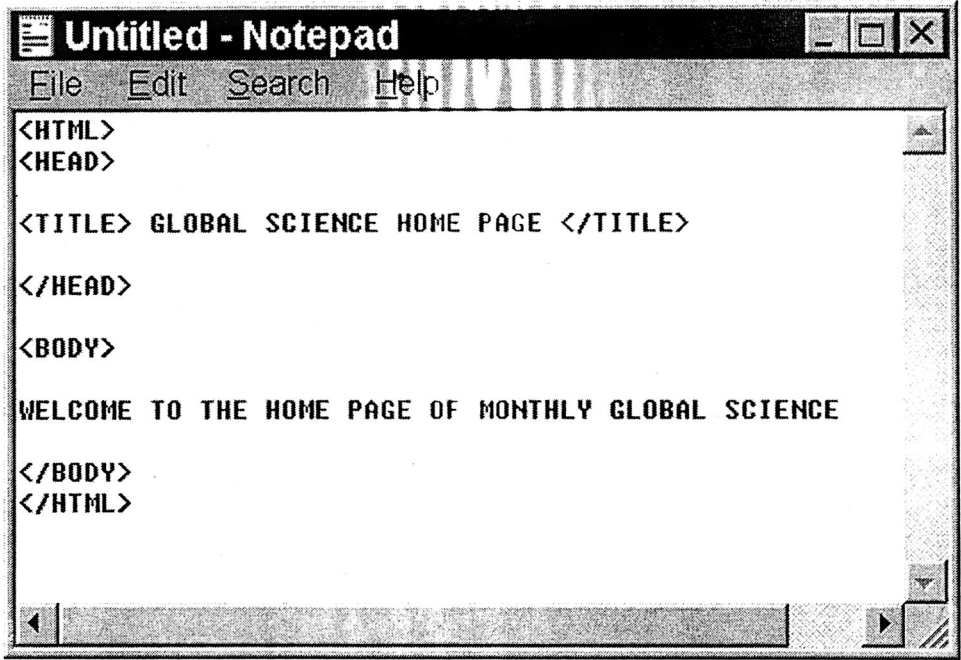 Untitled - Notepad
File Edit Search Help
<HTML>
<HEAD>
<TITLE> GLOBAL SCIENCE HOME PAGE </TITLE>
</HEAD>
<BODY>
WELCOME TO THE HOME PAGE OF MONTHLY GLOBAL SCIENCE
</BODY>
</HTML>